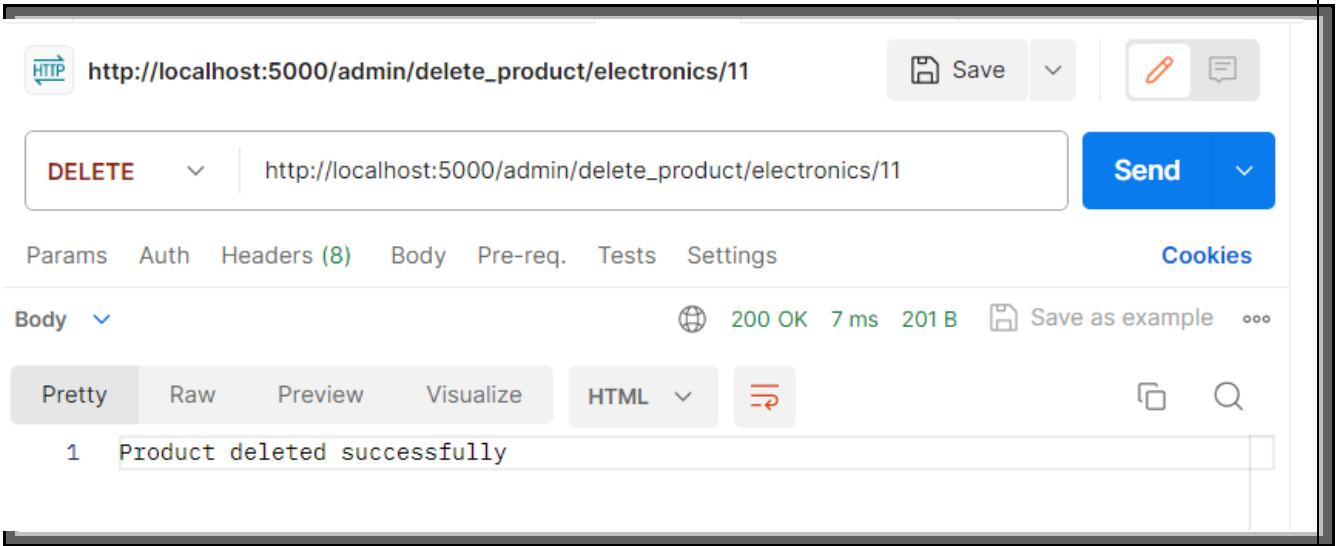 HTTP http://localhost:5000/admin/delete_product/electronics/11 Save
DELETE http://localhost:5000/admin/delete_product/electronics/11 Send
Params Auth Headers (8) Body Pre-req. Tests Settings Cookies
Body 200 OK 7 ms 201 B Save as example
Pretty Raw Preview Visualize HTML
1 Product deleted successfully